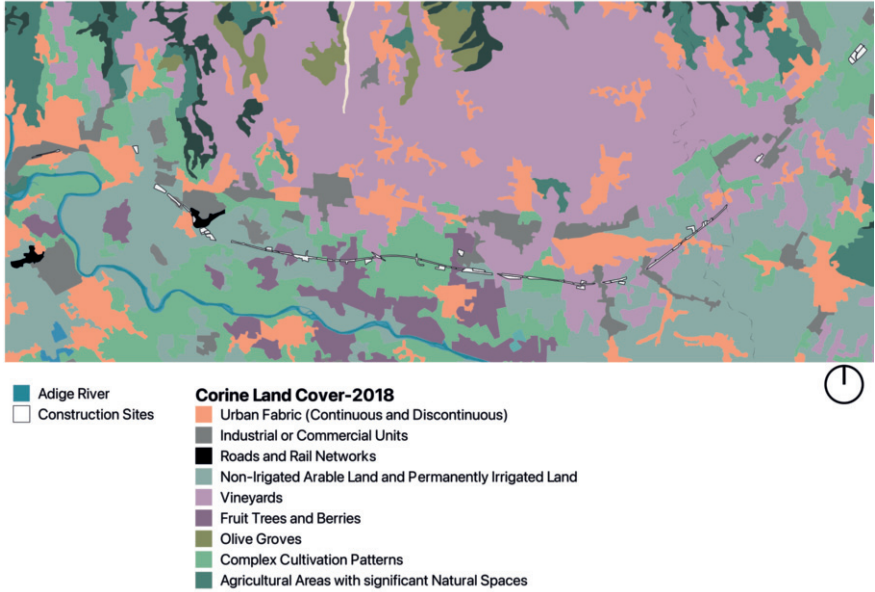 Adige River
Construction Sites
Corine Land Cover-2018
Urban Fabric (Continuous and Discontinuous)
Industrial or Commercial Units
Roads and Rail Networks
Non-Irigated Arable Land and Permanently Irrigated Land
Vineyards
Fruit Trees and Berries
Olive Groves
Complex Cultivation Patterns
Agricultural Areas with significant Natural Spaces